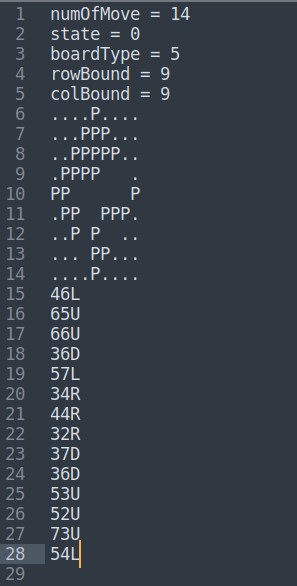 1 numOfMove = 14
2 state = 0
3 boardType = 5
4 rowBound = 9
5 colBound = 9
6 ....P....
7 ...PPP...
8 ..PPPPP..
9 .PPPP   .
10 PP      P
11 .PP  PPP.
12 ..P P  ..
13 ... PP...
14 ....P....
15 46L
16 65U
17 66U
18 36D
19 57L
20 34R
21 44R
22 32R
23 37D
24 36D
25 53U
26 52U
27 73U
28 54L
29